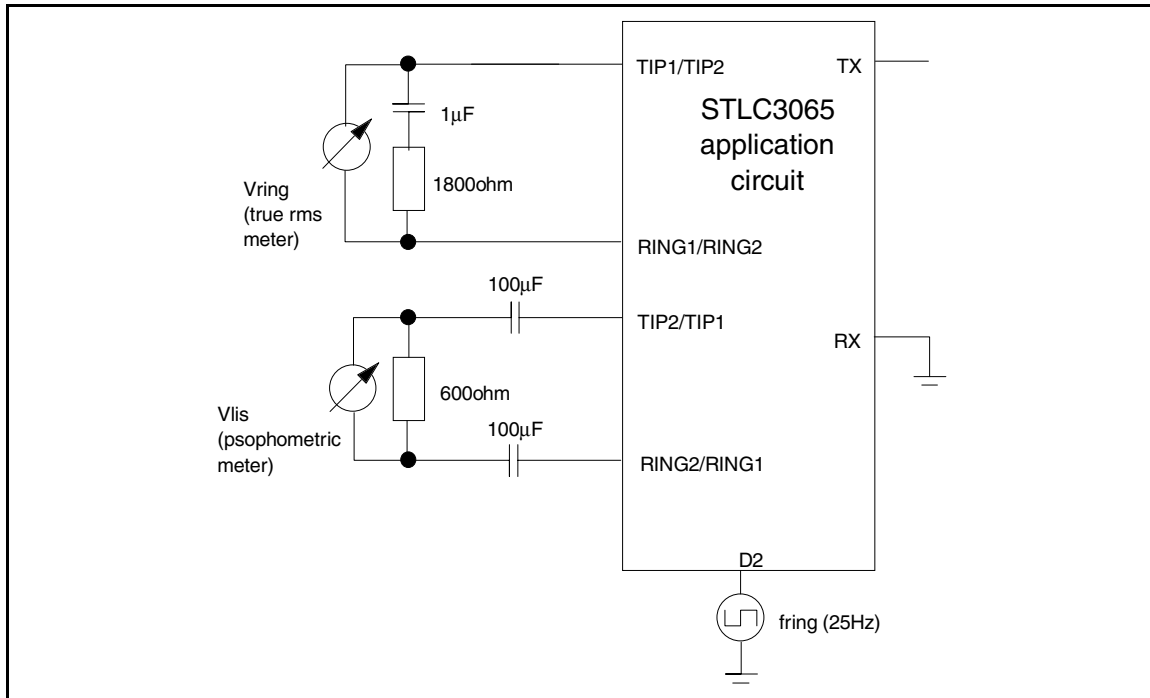 TIP1/TIP2
TX
STLC3065
application
circuit
1μF
1800ohm
Vring
(true rms
meter)
RING1/RING2
100μF
TIP2/TIP1
RX
600ohm
Vlis
(psophometric
meter)
100μF
RING2/RING1
D2
fring (25Hz)